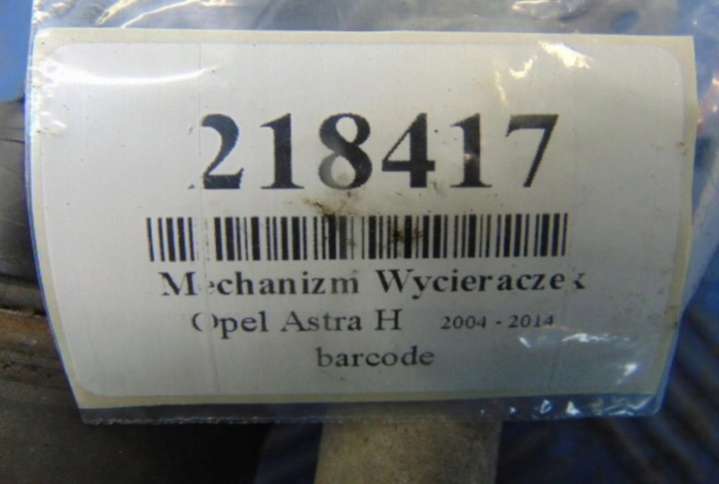 218417
Mechanizm Wycieraczek
Opel Astra H 2004 - 2014
barcode